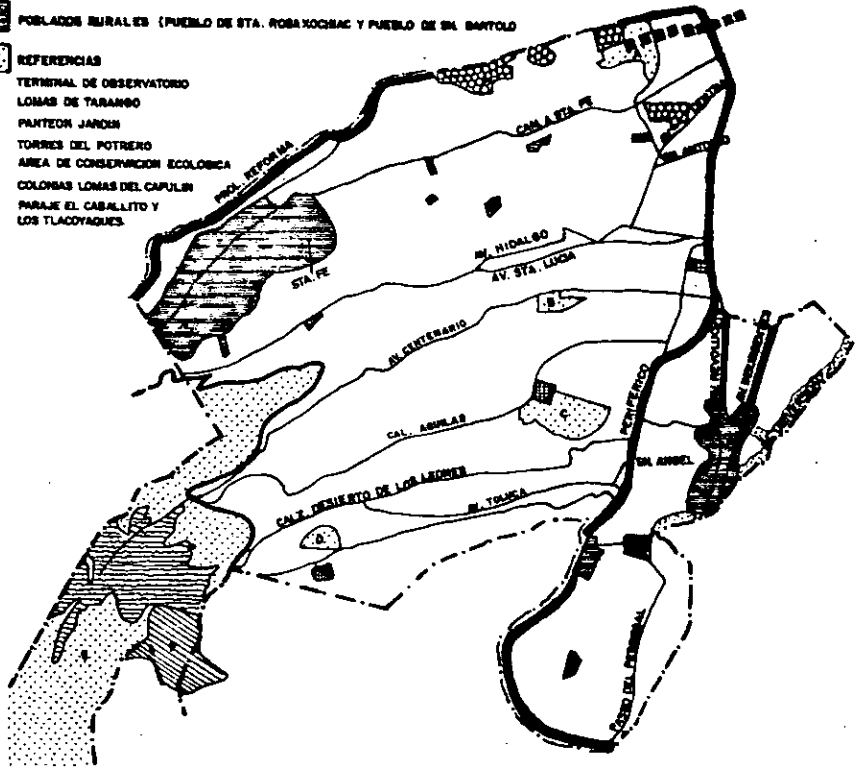 POBLADOS RURALES (PUEBLO DE STA. ROSA XOCHIAC Y PUEBLO DE SN. BARTOLO
REFERENCIAS
TERMINAL DE OBSERVATORIO
LOMAS DE TARANGO
PANTEON JARDIN
TORRES DEL POTRERO
AREA DE CONSERVACION ECOLOGICA
COLONIAS LOMAS DEL CAPULIN
PARAJE EL CABALLITO Y
LOS TLACOYAQUES.
PROL. REFORMA
CAM. A STA. FE
SN. ANTONIO
AV. HIDALGO
AV. STA. LUCIA
STA. FE
B
AV. CENTENARIO
AV. REVOLUCION
PERIFERICO
C
CAL. AGUILAS
SN. ANGEL
CALZ. DESIERTO DE LOS LEONES
AV. TOLUCA
D
PASEO DEL PEDREGAL